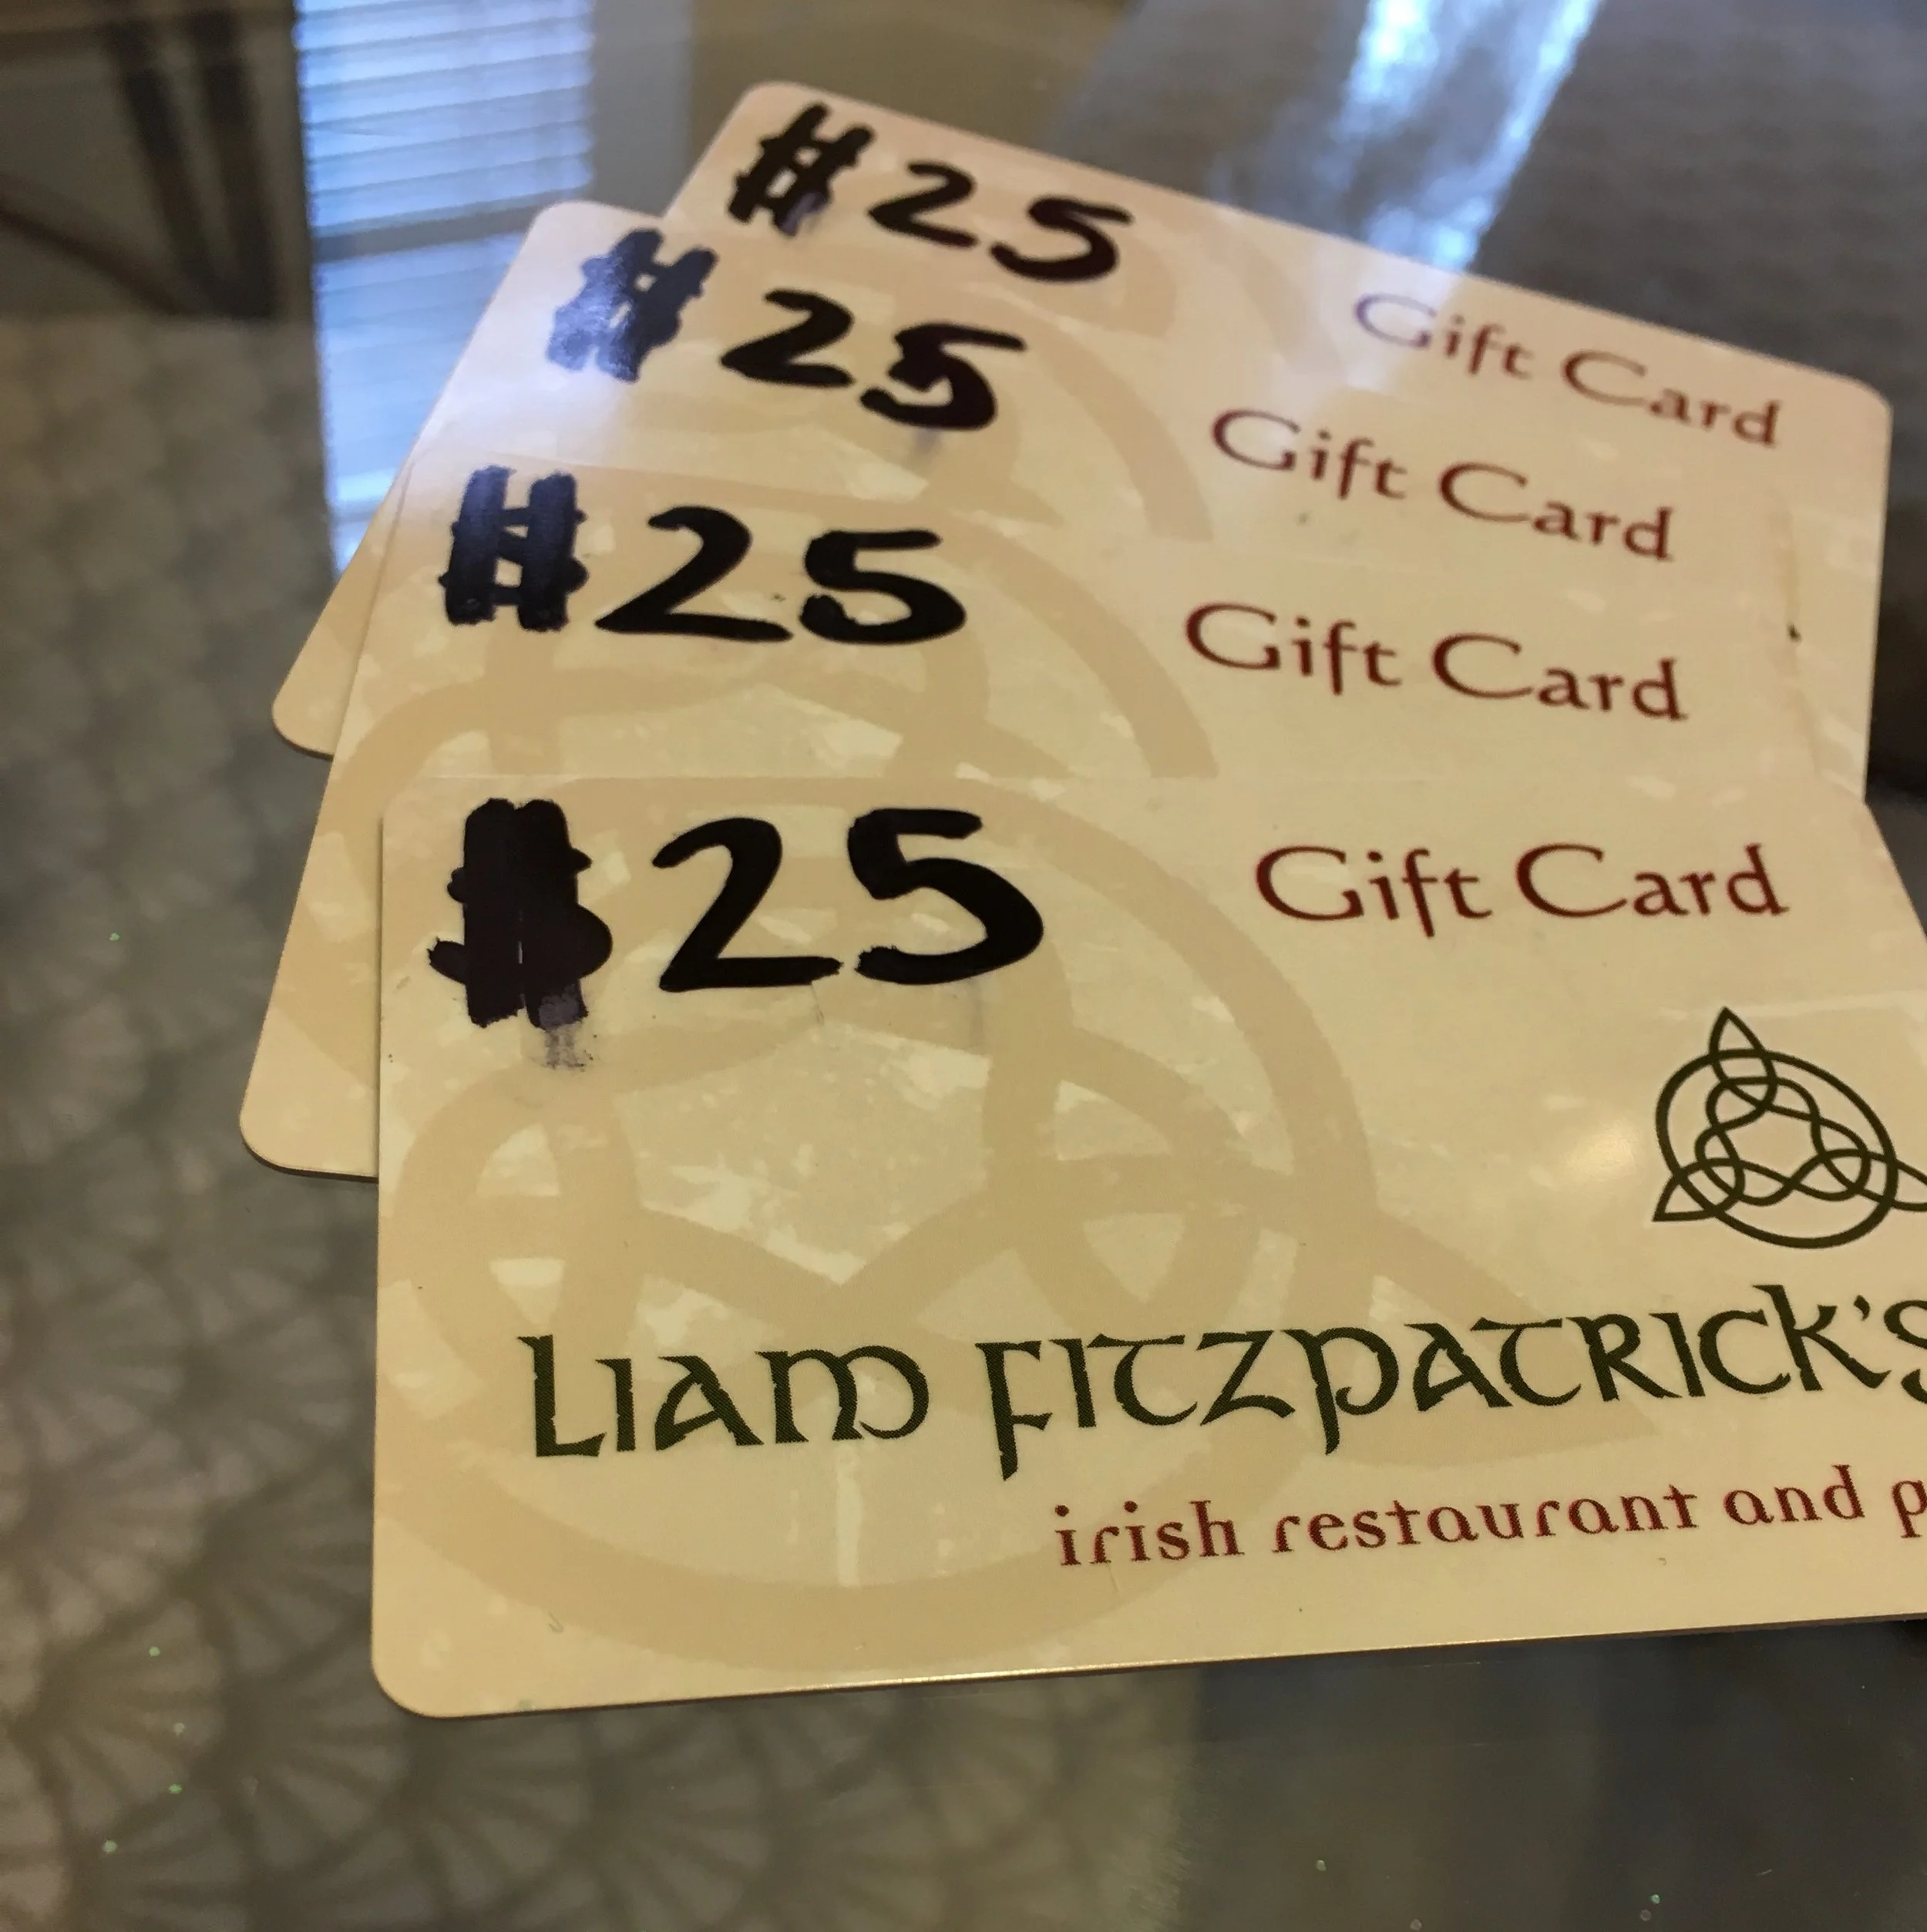 $25
Gift Card
$25
Gift Card
$25
Gift Card
$25
Gift Card
LIAM FITZPATRICK'S
irish restaurant and p